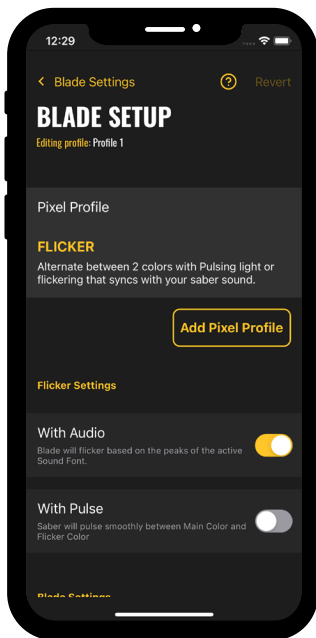 12:29
Blade Settings
Revert
BLADE SETUP
Editing profile: Profile 1
Pixel Profile
FLICKER
Alternate between 2 colors with Pulsing light or
flickering that syncs with your saber sound.
Add Pixel Profile
Flicker Settings
With Audio
Blade will flicker based on the peaks of the active
Sound Font.
With Pulse
Saber will pulse smoothly between Main Color and
Flicker Color
Blade Settings